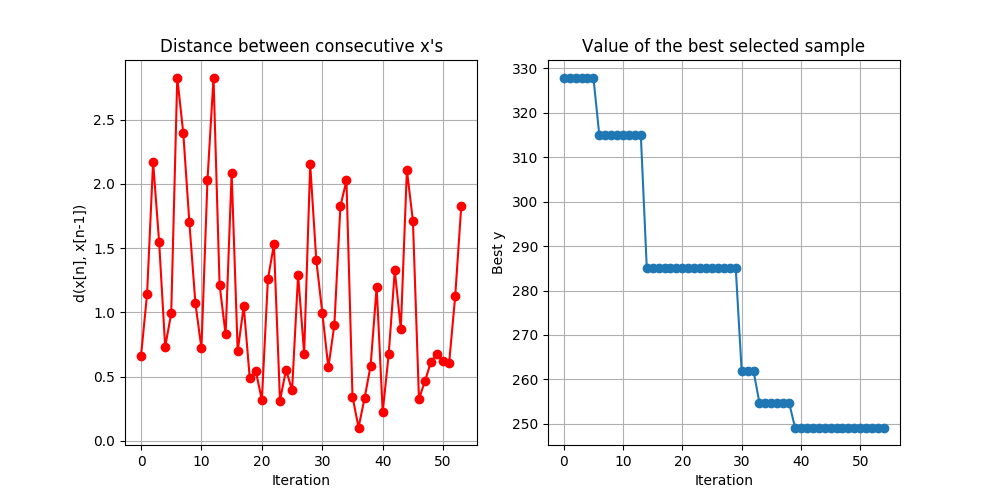 Distance between consecutive x's
d(x[n], x[n-1])
2.5
2.0
1.5
1.0
0.5
0.0
0 10 20 30 40 50
Iteration
Value of the best selected sample
Best y
330
320
310
300
290
280
270
260
250
0 10 20 30 40 50
Iteration